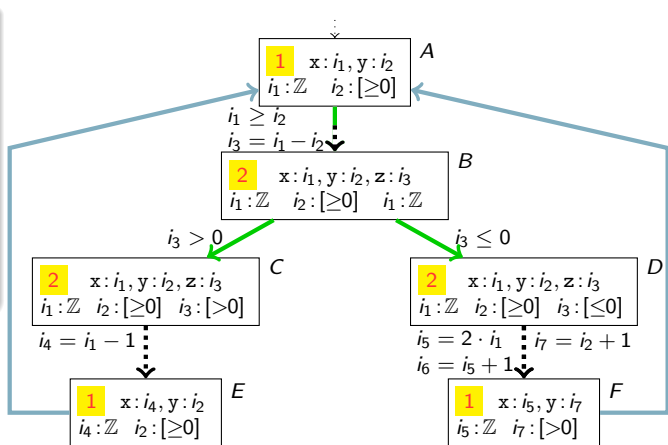 A
1 x : i₁, y : i₂
i₁ : ℤ i₂ : [≥0]
i₁ ≥ i₂
i₃ = i₁ − i₂
B
2 x : i₁, y : i₂, z : i₃
i₁ : ℤ i₂ : [≥0] i₁ : ℤ
i₃ > 0
i₃ ≤ 0
C
2 x : i₁, y : i₂, z : i₃
i₁ : ℤ i₂ : [≥0] i₃ : [>0]
D
2 x : i₁, y : i₂, z : i₃
i₁ : ℤ i₂ : [≥0] i₃ : [≤0]
i₄ = i₁ − 1
i₅ = 2 · i₁ i₇ = i₂ + 1
i₆ = i₅ + 1
E
1 x : i₄, y : i₂
i₄ : ℤ i₂ : [≥0]
F
1 x : i₅, y : i₇
i₅ : ℤ i₇ : [>0]